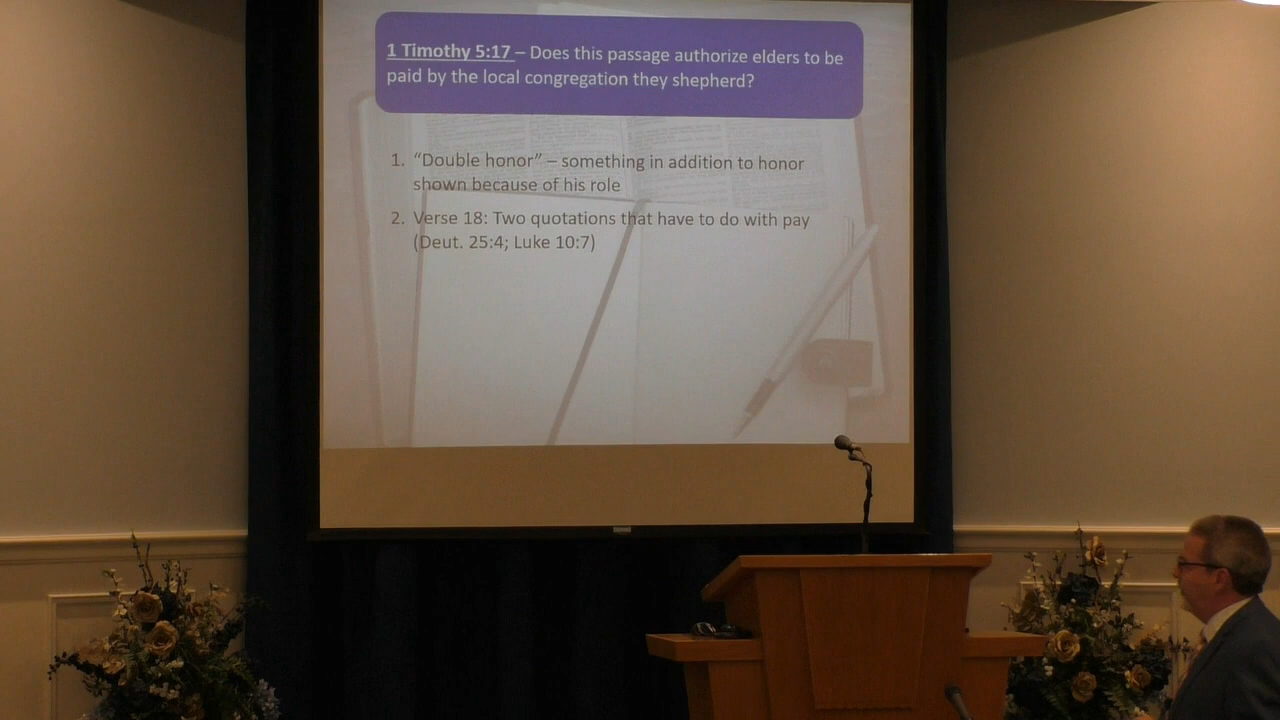 1 Timothy 5:17 – Does this passage authorize elders to be
paid by the local congregation they shepherd?
1. “Double honor” – something in addition to honor
shown because of his role
2. Verse 18: Two quotations that have to do with pay
(Deut. 25:4; Luke 10:7)